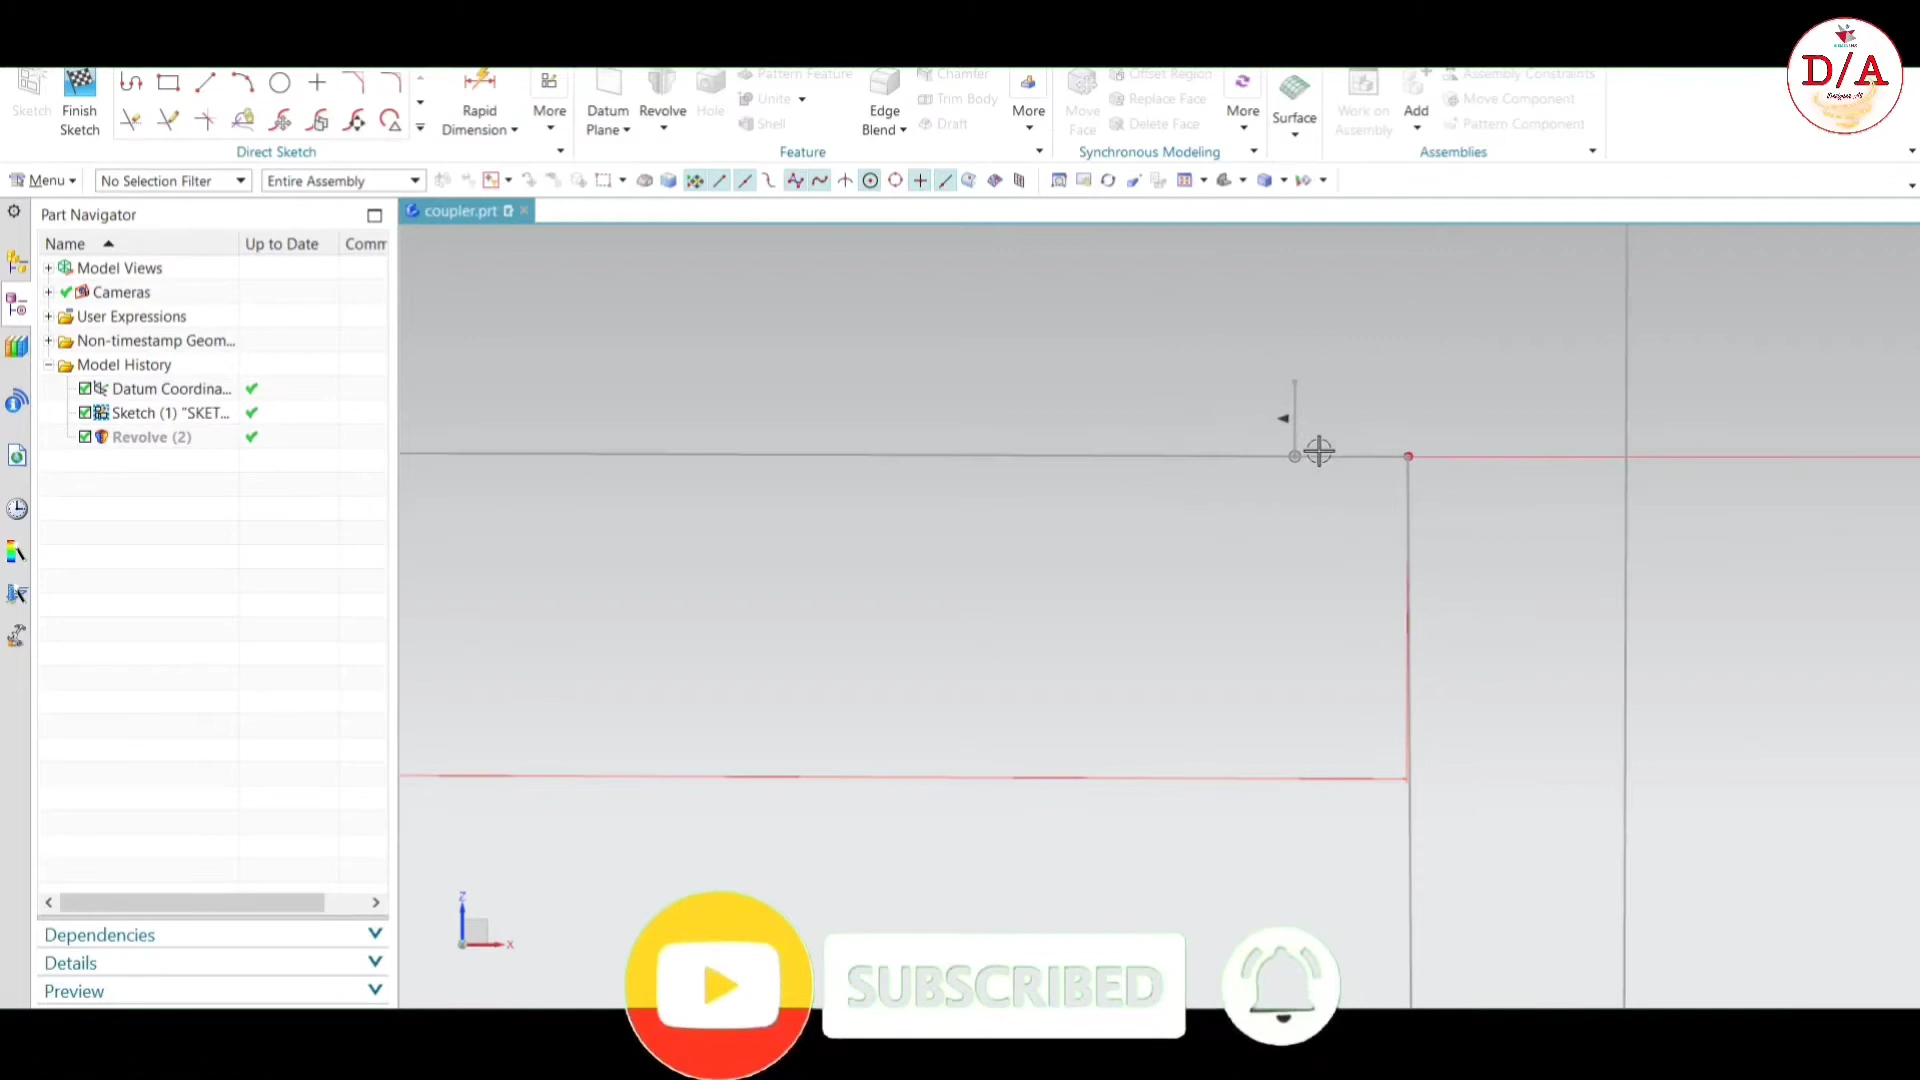 D/A
Sketch
Finish Sketch
Direct Sketch
Rapid Dimension
More
Datum Plane
Revolve
Hole
Pattern Feature
Unite
Shell
Edge Blend
Chamfer
Trim Body
Draft
More
Feature
Move Face
Offset Region
Replace Face
Delete Face
More
Synchronous Modeling
Surface
Work on Assembly
Add
Assembly Constraints
Move Component
Pattern Component
Assemblies
Menu
No Selection Filter
Entire Assembly
Part Navigator
coupler.prt
Name Up to Date Comm
Model Views
Cameras
User Expressions
Non-timestamp Geom...
Model History
Datum Coordina...
Sketch (1) "SKET...
Revolve (2)
Dependencies
Details
Preview
Z
X
SUBSCRIBED